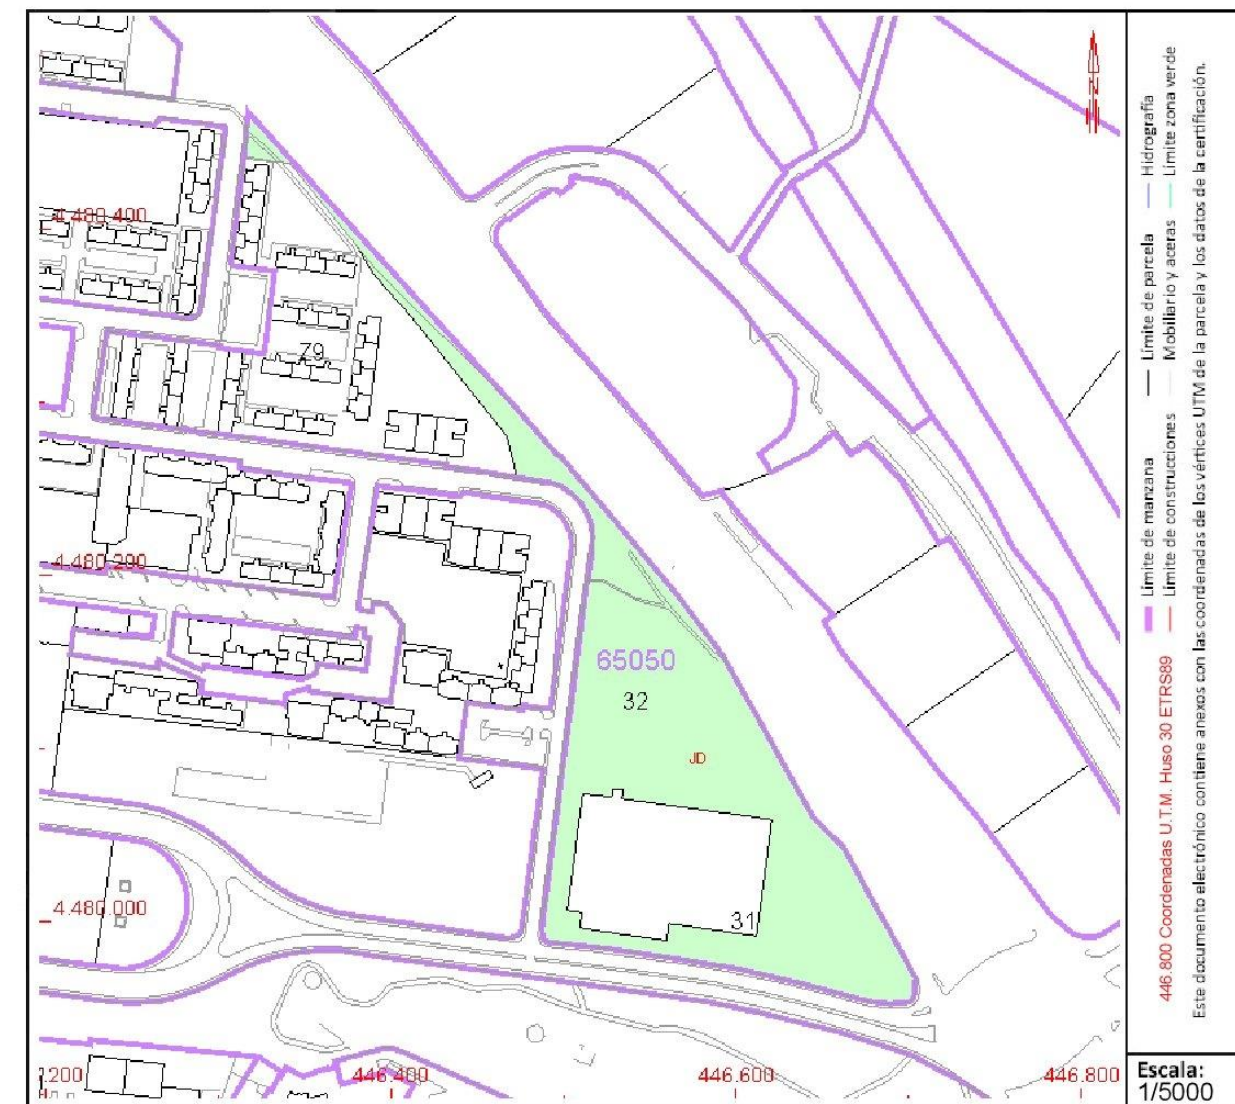 N
4.480.400
79
4.480.200
65050
32
JD
4.480.000
31
446.400
446.600
446.800
446.800 Coordenadas U.T.M. Huso 30 ETRS89
Límite de manzana
Límite de parcela
Hidrografía
Límite de construcciones
Mobiliario y aceras
Límite zona verde
Este documento electrónico contiene anexos con las coordenadas de los vértices UTM de la parcela y los datos de la certificación.
Escala:
1/5000